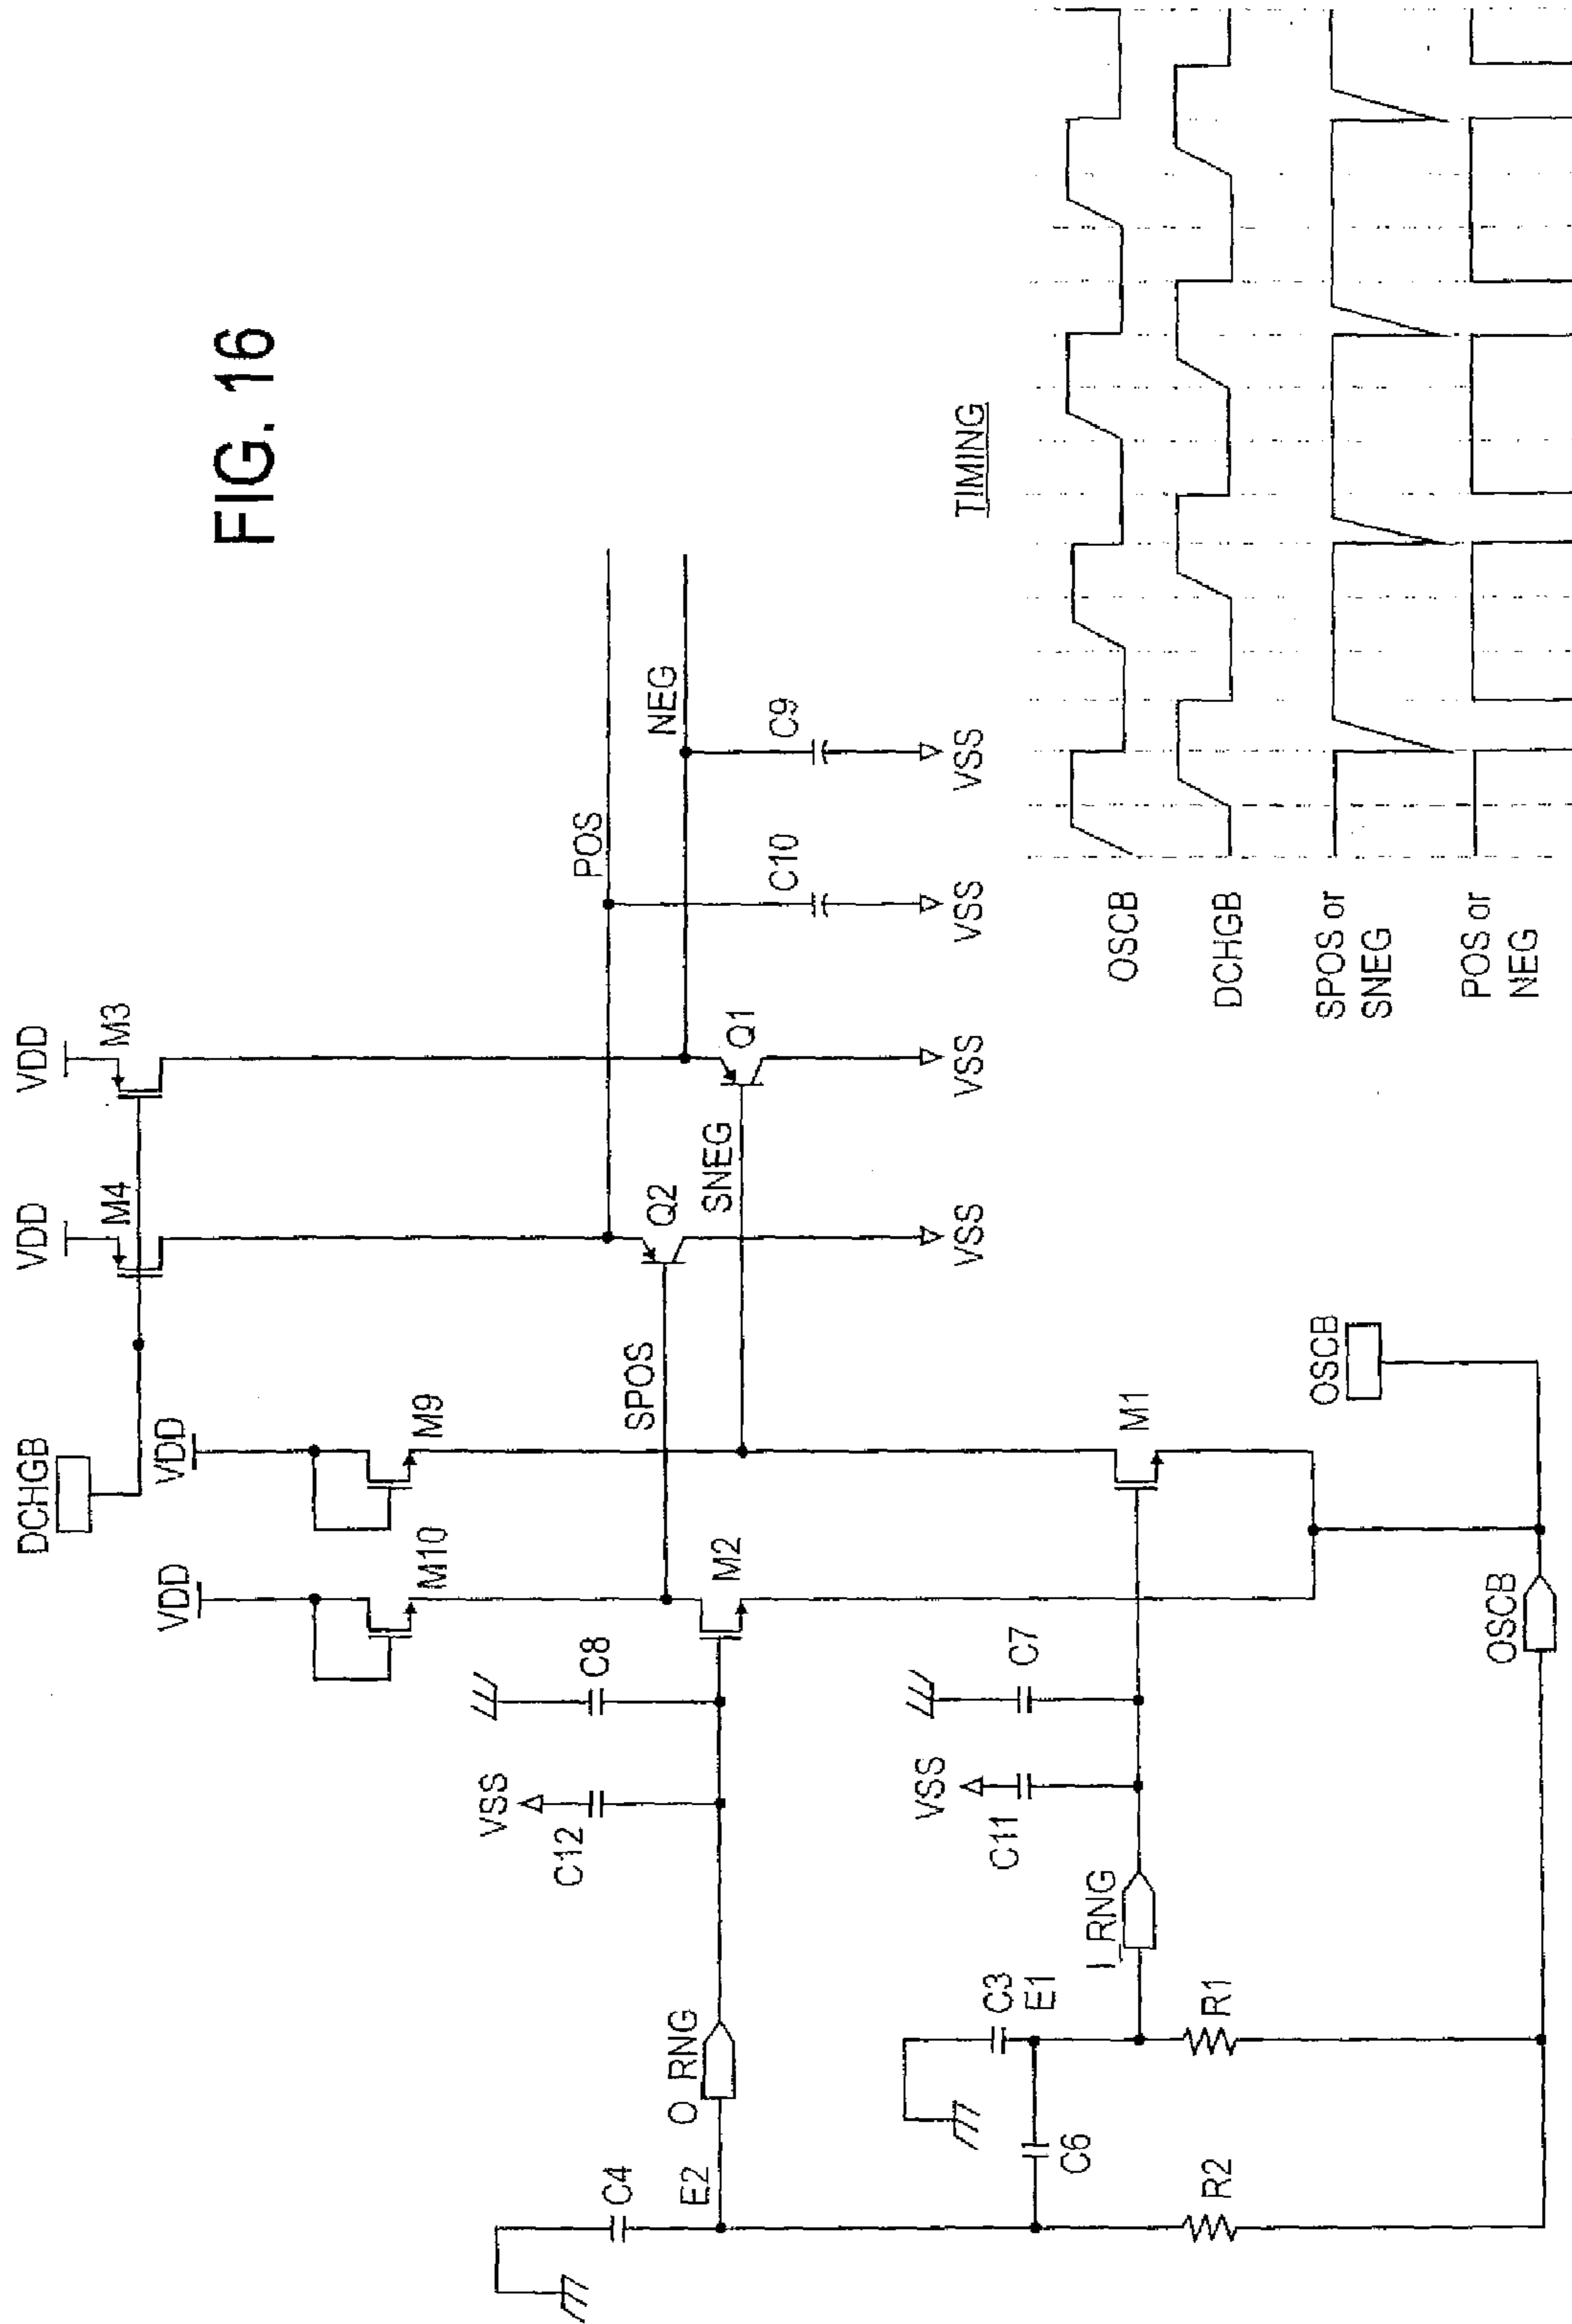 FIG. 16
DCHGB
VDD
VDD
VDD
VDD
M4
M3
M10
M9
SPOS
SNEG
Q2
Q1
POS
NEG
C10
C9
VSS
VSS
VSS
VSS
VSS
C12
C8
M2
VSS
C11
C7
M1
C4
E2
O_RNG
C3
E1
I_RNG
C6
R2
R1
OSCB
OSCB
TIMING
OSCB
DCHGB
SPOS or
SNEG
POS or
NEG